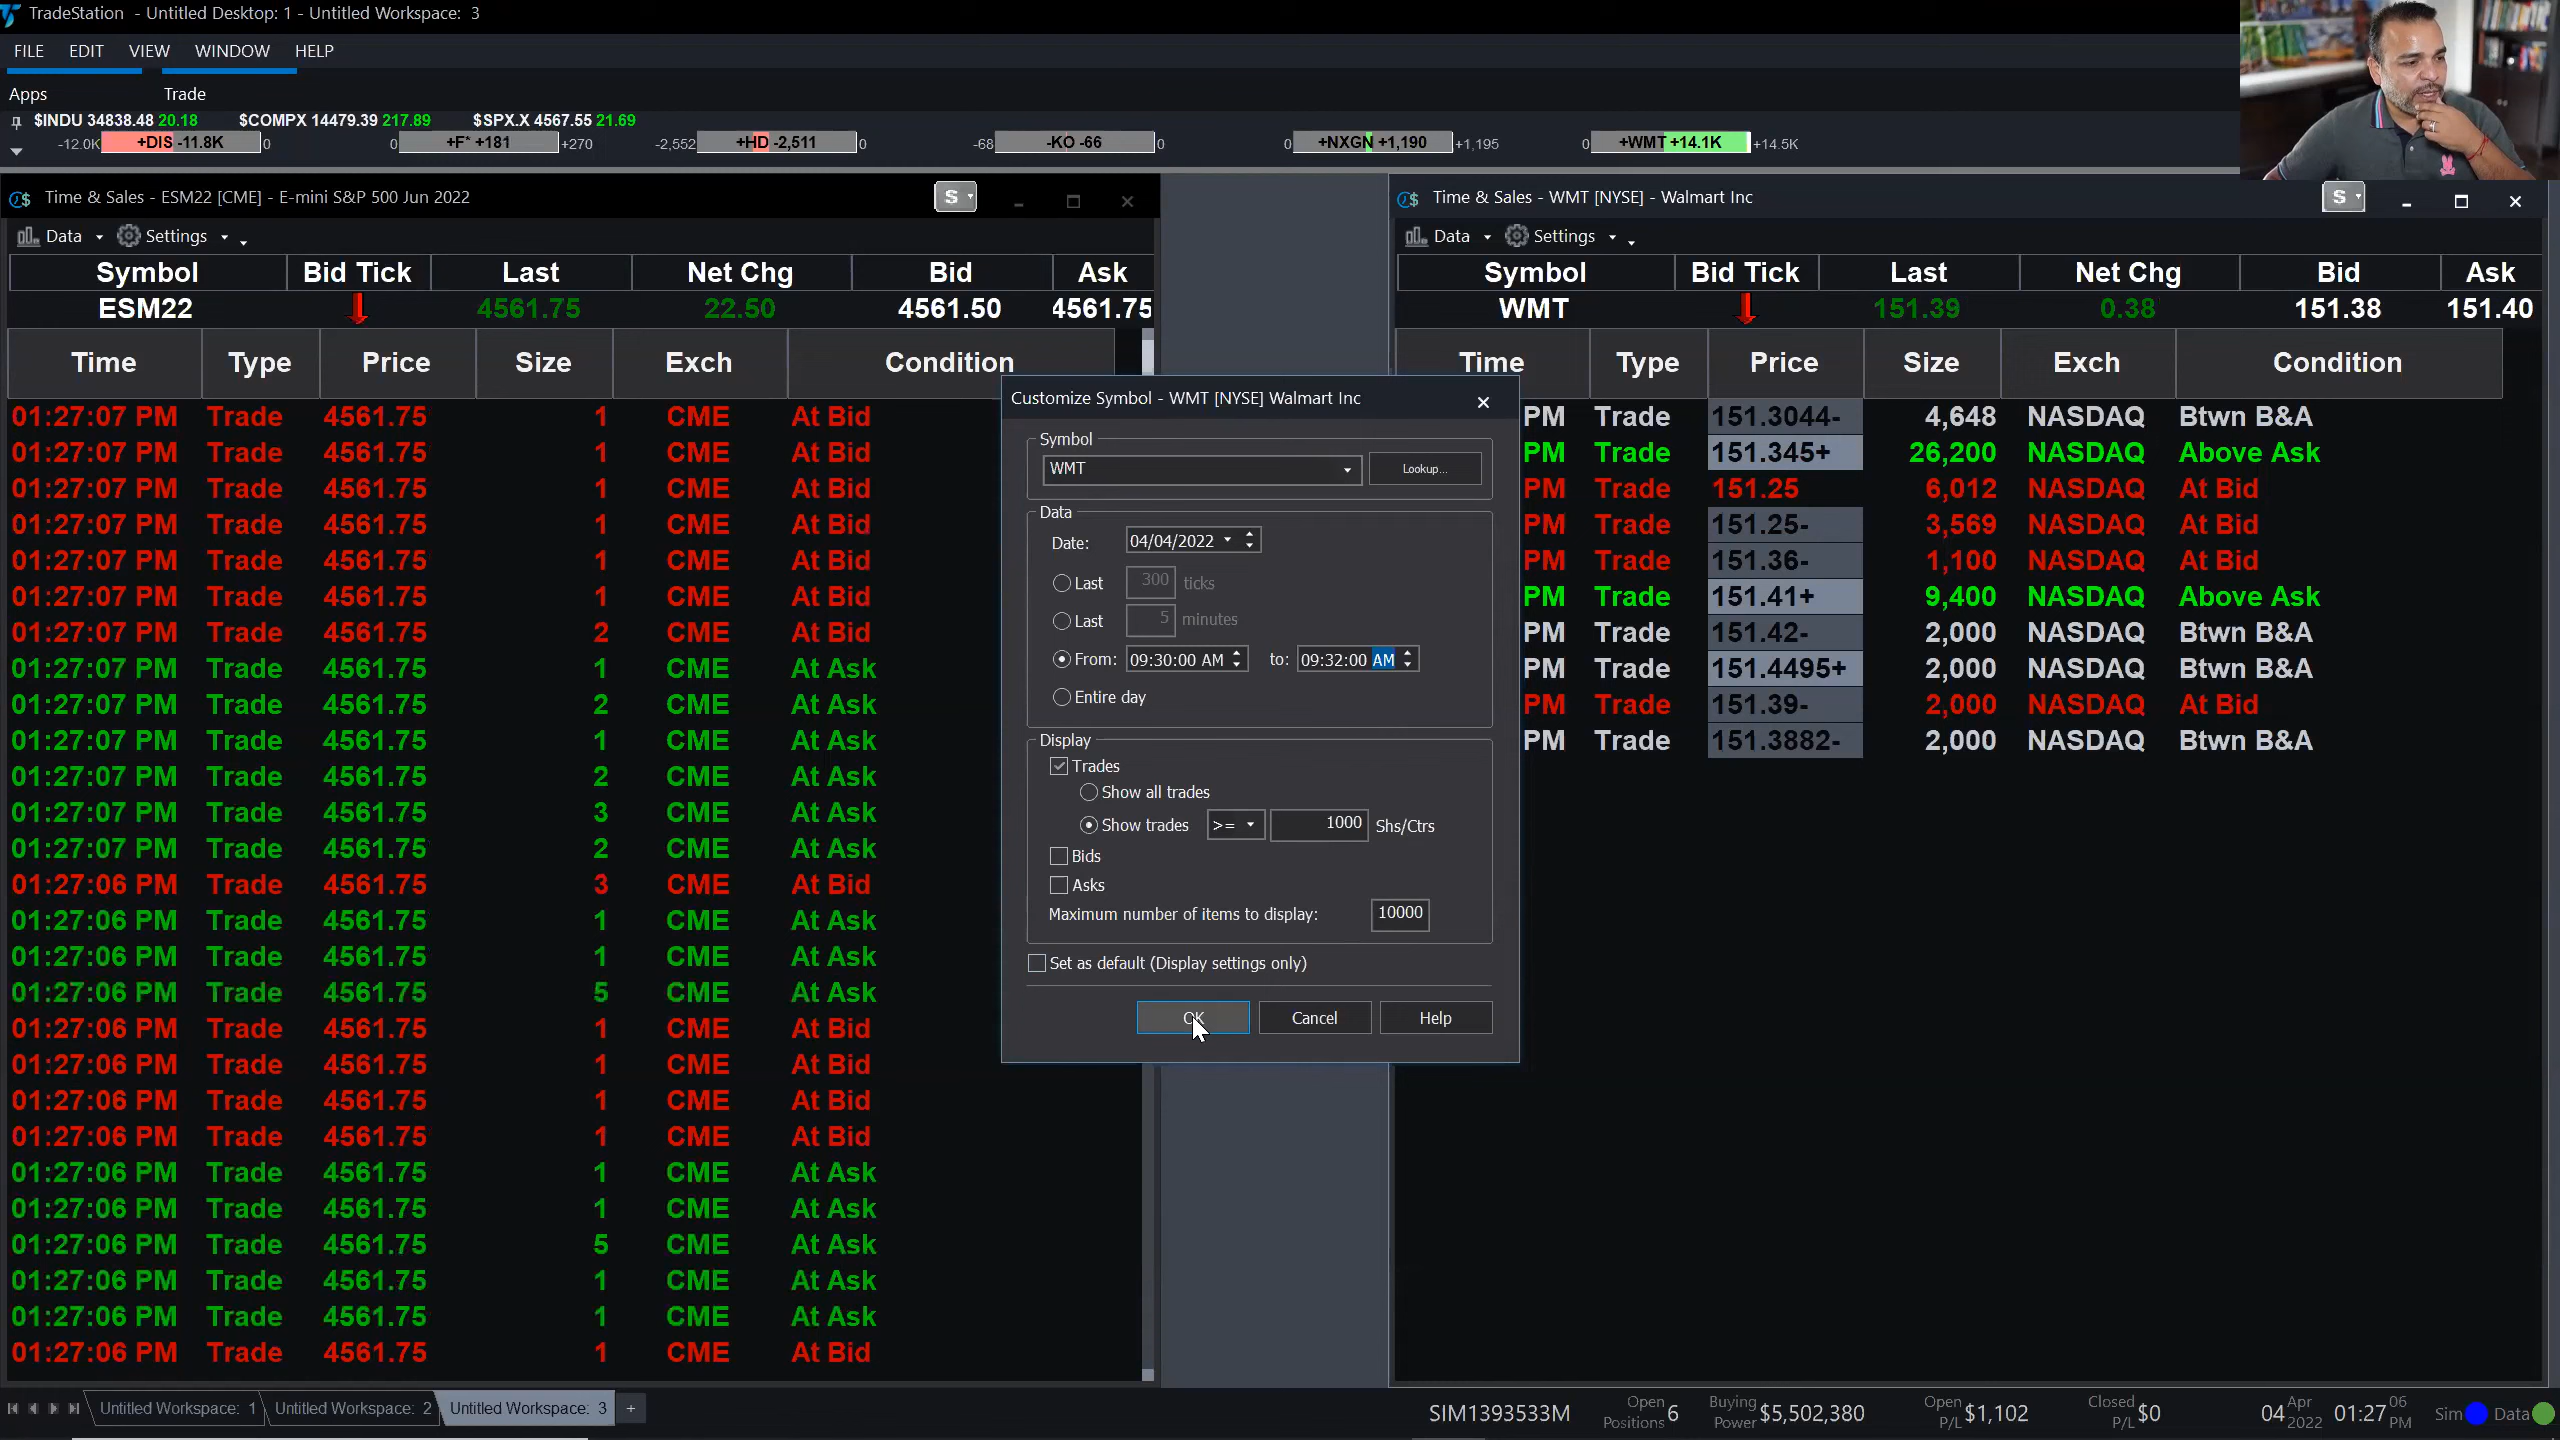 TradeStation - Untitled Desktop: 1 - Untitled Workspace: 3
FILE EDIT VIEW WINDOW HELP
Apps Trade
$INDU 34838.48 20.18 $COMPX 14479.39 217.89 $SPX.X 4567.55 21.69
-12.0K +DIS -11.8K 0 0 +F* +181 +270 -2,552 +HD -2,511 0 -68 -KO -66 0 0 +NXGN +1,190 +1,195 0 +WMT +14.1K +14.5K
Time & Sales - ESM22 [CME] - E-mini S&P 500 Jun 2022 S
Data Settings
Symbol Bid Tick Last Net Chg Bid Ask
ESM22 4561.75 22.50 4561.50 4561.75
Time Type Price Size Exch Condition
01:27:07 PM Trade 4561.75 1 CME At Bid
01:27:07 PM Trade 4561.75 1 CME At Bid
01:27:07 PM Trade 4561.75 1 CME At Bid
01:27:07 PM Trade 4561.75 1 CME At Bid
01:27:07 PM Trade 4561.75 1 CME At Bid
01:27:07 PM Trade 4561.75 1 CME At Bid
01:27:07 PM Trade 4561.75 2 CME At Bid
01:27:07 PM Trade 4561.75 1 CME At Ask
01:27:07 PM Trade 4561.75 2 CME At Ask
01:27:07 PM Trade 4561.75 1 CME At Ask
01:27:07 PM Trade 4561.75 2 CME At Ask
01:27:07 PM Trade 4561.75 3 CME At Ask
01:27:07 PM Trade 4561.75 2 CME At Ask
01:27:06 PM Trade 4561.75 3 CME At Bid
01:27:06 PM Trade 4561.75 1 CME At Ask
01:27:06 PM Trade 4561.75 1 CME At Ask
01:27:06 PM Trade 4561.75 5 CME At Ask
01:27:06 PM Trade 4561.75 1 CME At Bid
01:27:06 PM Trade 4561.75 1 CME At Bid
01:27:06 PM Trade 4561.75 1 CME At Bid
01:27:06 PM Trade 4561.75 1 CME At Bid
01:27:06 PM Trade 4561.75 1 CME At Ask
01:27:06 PM Trade 4561.75 1 CME At Ask
01:27:06 PM Trade 4561.75 5 CME At Ask
01:27:06 PM Trade 4561.75 1 CME At Ask
01:27:06 PM Trade 4561.75 1 CME At Ask
01:27:06 PM Trade 4561.75 1 CME At Bid
Customize Symbol - WMT [NYSE] Walmart Inc
Symbol
WMT Lookup...
Data
Date: 04/04/2022
Last 300 ticks
Last 5 minutes
From: 09:30:00 AM to: 09:32:00 AM
Entire day
Display
Trades
Show all trades
Show trades >= 1000 Shs/Ctrs
Bids
Asks
Maximum number of items to display: 10000
Set as default (Display settings only)
OK Cancel Help
Time & Sales - WMT [NYSE] - Walmart Inc S
Data Settings
Symbol Bid Tick Last Net Chg Bid Ask
WMT 151.39 0.38 151.38 151.40
Time Type Price Size Exch Condition
PM Trade 151.3044- 4,648 NASDAQ Btwn B&A
PM Trade 151.345+ 26,200 NASDAQ Above Ask
PM Trade 151.25 6,012 NASDAQ At Bid
PM Trade 151.25- 3,569 NASDAQ At Bid
PM Trade 151.36- 1,100 NASDAQ At Bid
PM Trade 151.41+ 9,400 NASDAQ Above Ask
PM Trade 151.42- 2,000 NASDAQ Btwn B&A
PM Trade 151.4495+ 2,000 NASDAQ Btwn B&A
PM Trade 151.39- 2,000 NASDAQ At Bid
PM Trade 151.3882- 2,000 NASDAQ Btwn B&A
Untitled Workspace: 1 Untitled Workspace: 2 Untitled Workspace: 3 +
SIM1393533M Open Positions 6 Buying Power $5,502,380 Open P/L $1,102 Closed P/L $0 04 Apr 2022 01:27 06 PM Sim Data